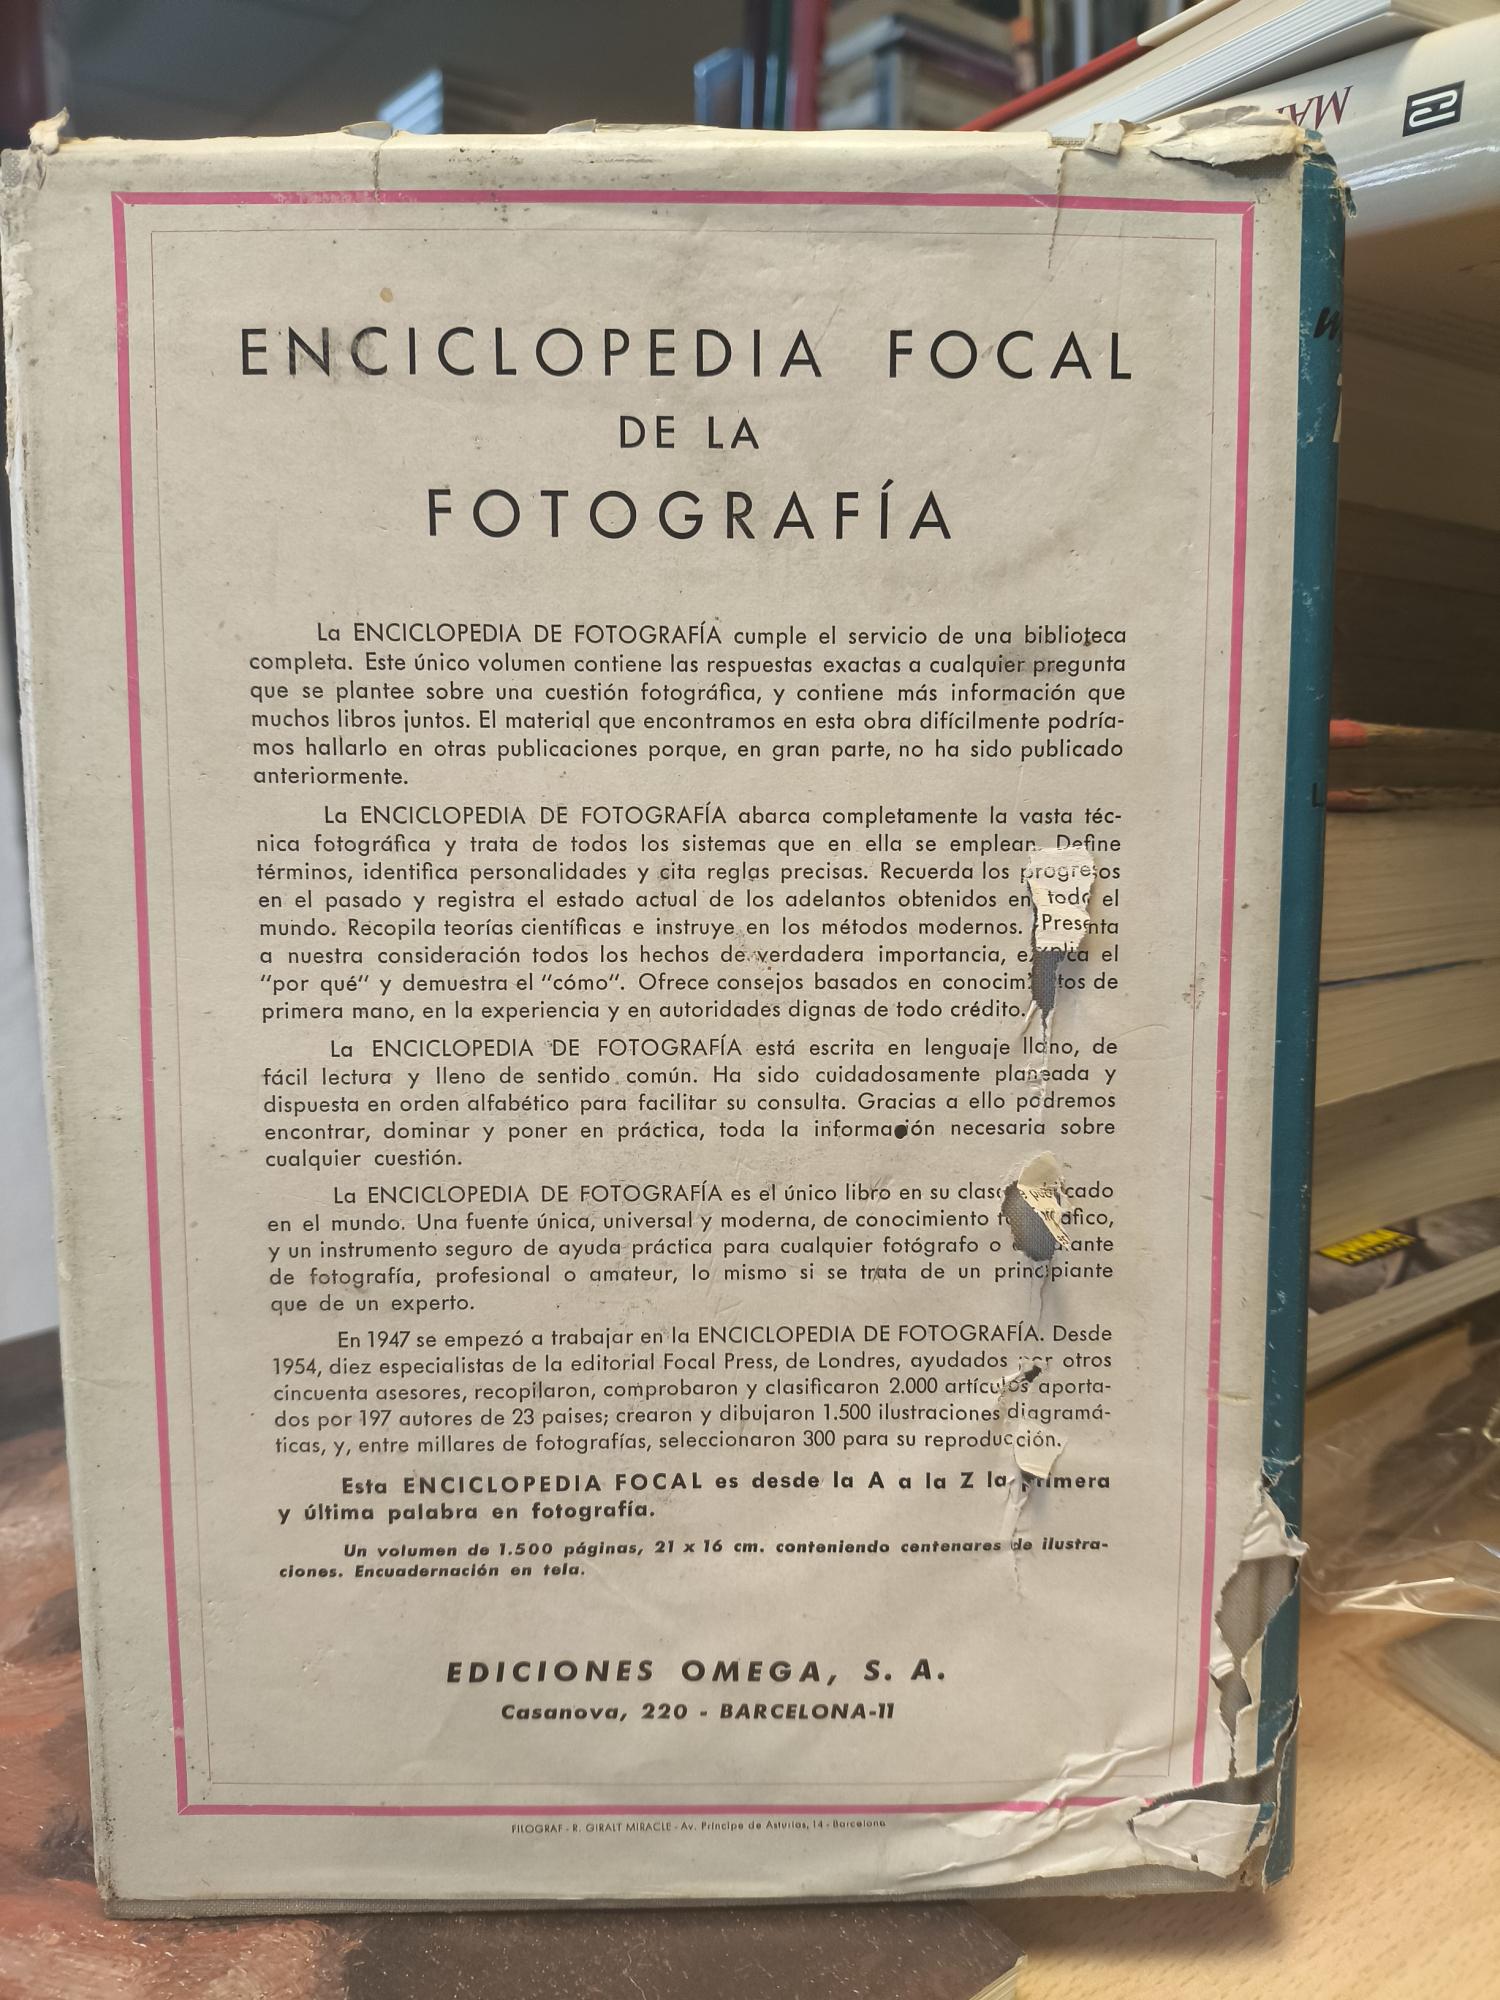 ENCICLOPEDIA FOCAL
DE LA
FOTOGRAFÍA
La ENCICLOPEDIA DE FOTOGRAFÍA cumple el servicio de una biblioteca
completa. Este único volumen contiene las respuestas exactas a cualquier pregunta
que se plantee sobre una cuestión fotográfica, y contiene más información que
muchos libros juntos. El material que encontramos en esta obra difícilmente podría-
mos hallarlo en otras publicaciones porque, en gran parte, no ha sido publicado
anteriormente.
La ENCICLOPEDIA DE FOTOGRAFÍA abarca completamente la vasta téc-
nica fotográfica y trata de todos los sistemas que en ella se emplean. Define
términos, identifica personalidades y cita reglas precisas. Recuerda los progresos
en el pasado y registra el estado actual de los adelantos obtenidos en todo el
mundo. Recopila teorías científicas e instruye en los métodos modernos. Presenta
a nuestra consideración todos los hechos de verdadera importancia, explica el
"por qué" y demuestra el "cómo". Ofrece consejos basados en conocimientos de
primera mano, en la experiencia y en autoridades dignas de todo crédito.
La ENCICLOPEDIA DE FOTOGRAFÍA está escrita en lenguaje llano, de
fácil lectura y lleno de sentido común. Ha sido cuidadosamente planeada y
dispuesta en orden alfabético para facilitar su consulta. Gracias a ello podremos
encontrar, dominar y poner en práctica, toda la información necesaria sobre
cualquier cuestión.
La ENCICLOPEDIA DE FOTOGRAFÍA es el único libro en su clase publicado
en el mundo. Una fuente única, universal y moderna, de conocimiento fotográfico,
y un instrumento seguro de ayuda práctica para cualquier fotógrafo o
de fotografía, profesional o amateur, lo mismo si se trata de un principiante
que de un experto.
En 1947 se empezó a trabajar en la ENCICLOPEDIA DE FOTOGRAFÍA. Desde
1954, diez especialistas de la editorial Focal Press, de Londres, ayudados por otros
cincuenta asesores, recopilaron, comprobaron y clasificaron 2.000 artículos aporta-
dos por 197 autores de 23 paises; crearon y dibujaron 1.500 ilustraciones diagramá-
ticas, y, entre millares de fotografías, seleccionaron 300 para su reproducción.
Esta ENCICLOPEDIA FOCAL es desde la A a la Z la primera
y última palabra en fotografía.
Un volumen de 1.500 páginas, 21 x 16 cm. conteniendo centenares de ilustra-
ciones. Encuadernación en tela.
EDICIONES OMEGA, S. A.
Casanova, 220 - BARCELONA-11
FILOGRAF - R. GIRALT MIRACLE - Av. Príncipe de Asturias, 14 - Barcelona